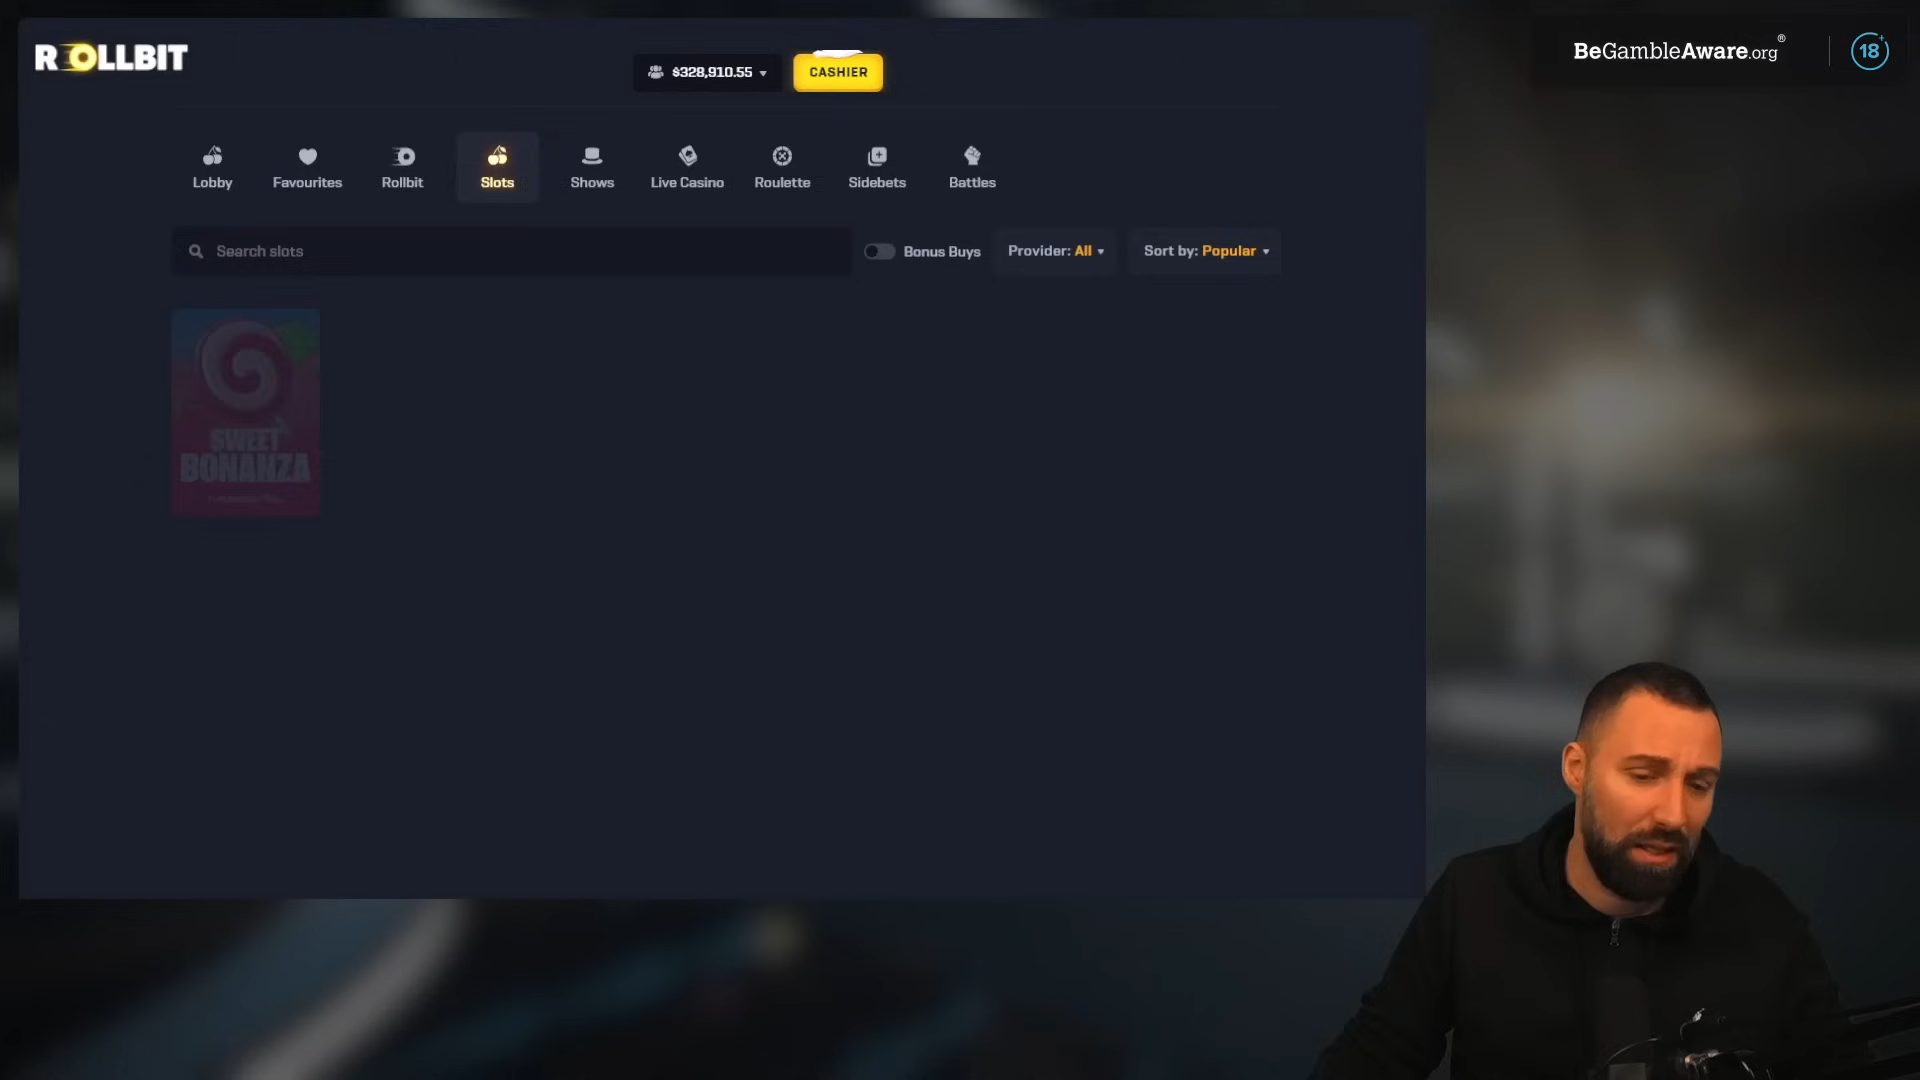 ROLLBIT
$328,910.55
CASHIER
BeGambleAware.org®
18+
Lobby
Favourites
Rollbit
Slots
Shows
Live Casino
Roulette
Sidebets
Battles
Search slots
Bonus Buys
Provider: All
Sort by: Popular
SWEET
BONANZA